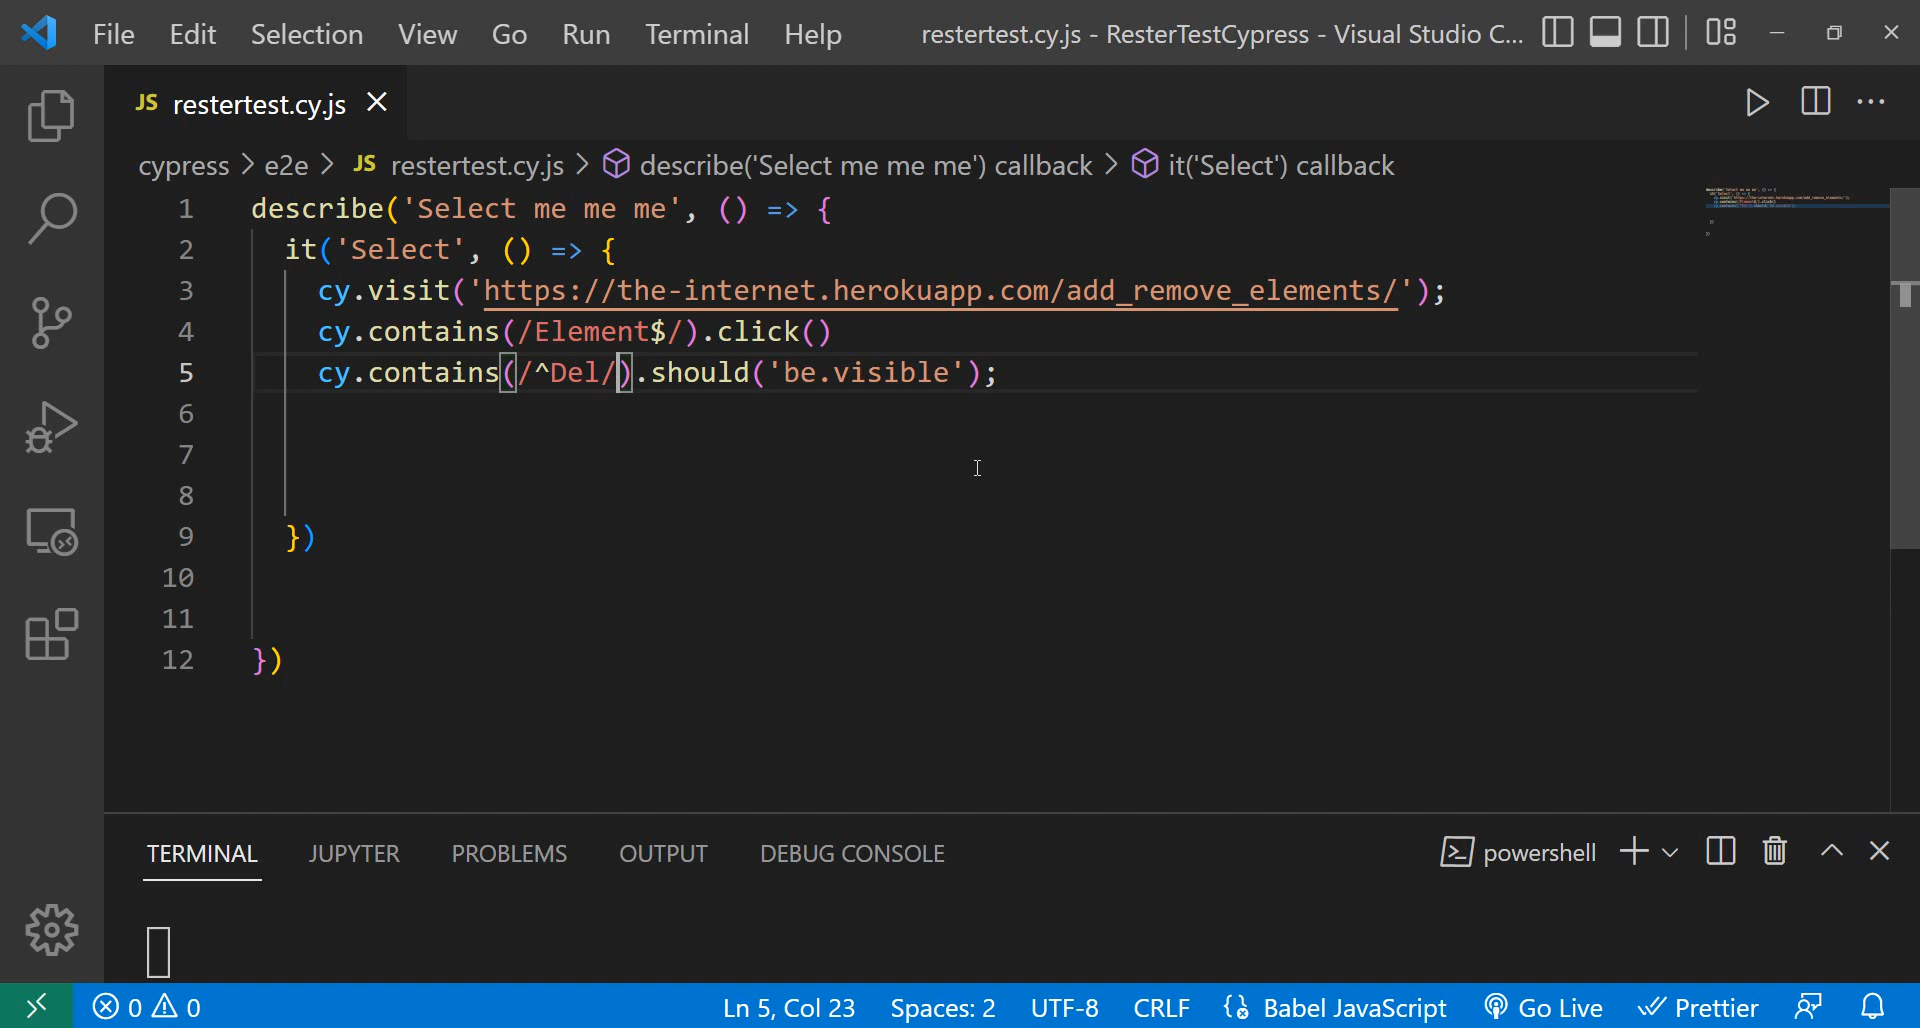 File Edit Selection View Go Run Terminal Help restertest.cy.js - ResterTestCypress - Visual Studio C...
JS restertest.cy.js
cypress > e2e > JS restertest.cy.js > describe('Select me me me') callback > it('Select') callback
1 describe('Select me me me', () => {
2 it('Select', () => {
3 cy.visit('https://the-internet.herokuapp.com/add_remove_elements/');
4 cy.contains(/Element$/).click()
5 cy.contains(/^Del/).should('be.visible');
6
7
8
9 })
10
11
12 })
TERMINAL JUPYTER PROBLEMS OUTPUT DEBUG CONSOLE powershell
0 0 Ln 5, Col 23 Spaces: 2 UTF-8 CRLF Babel JavaScript Go Live Prettier